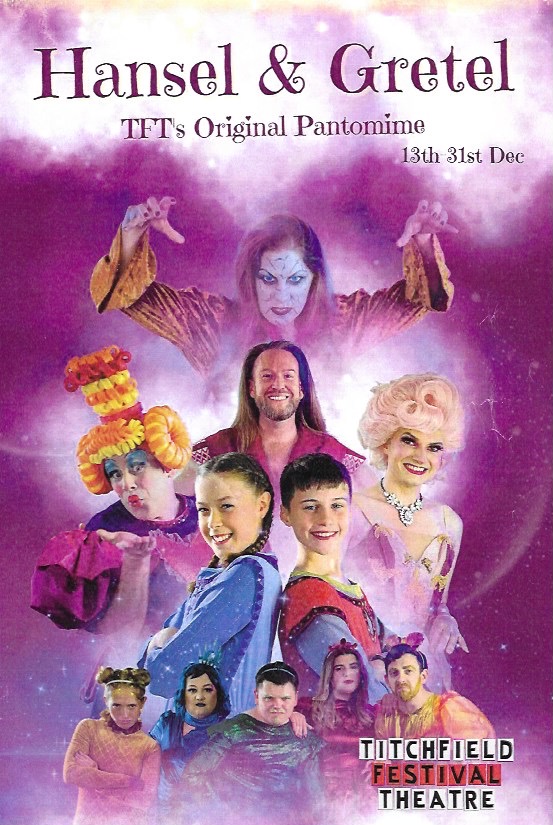 Hansel & Gretel
TFT's Original Pantomime
13th 31st Dec
TITCHFIELD
FESTIVAL
THEATRE